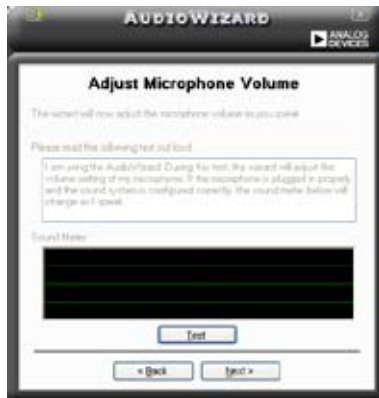 AUDIOWIZARD
ANALOG
DEVICES
Adjust Microphone Volume
The wizard will now adjust the microphone volume as you speak
Please read the following text out loud
I am using the AudioWizard. During this test, the wizard will adjust the
volume setting of my microphone. If the microphone is plugged in properly
and the sound system is configured correctly, the sound meter below will
change as I speak.
Sound Meter
Test
< Back
Next >